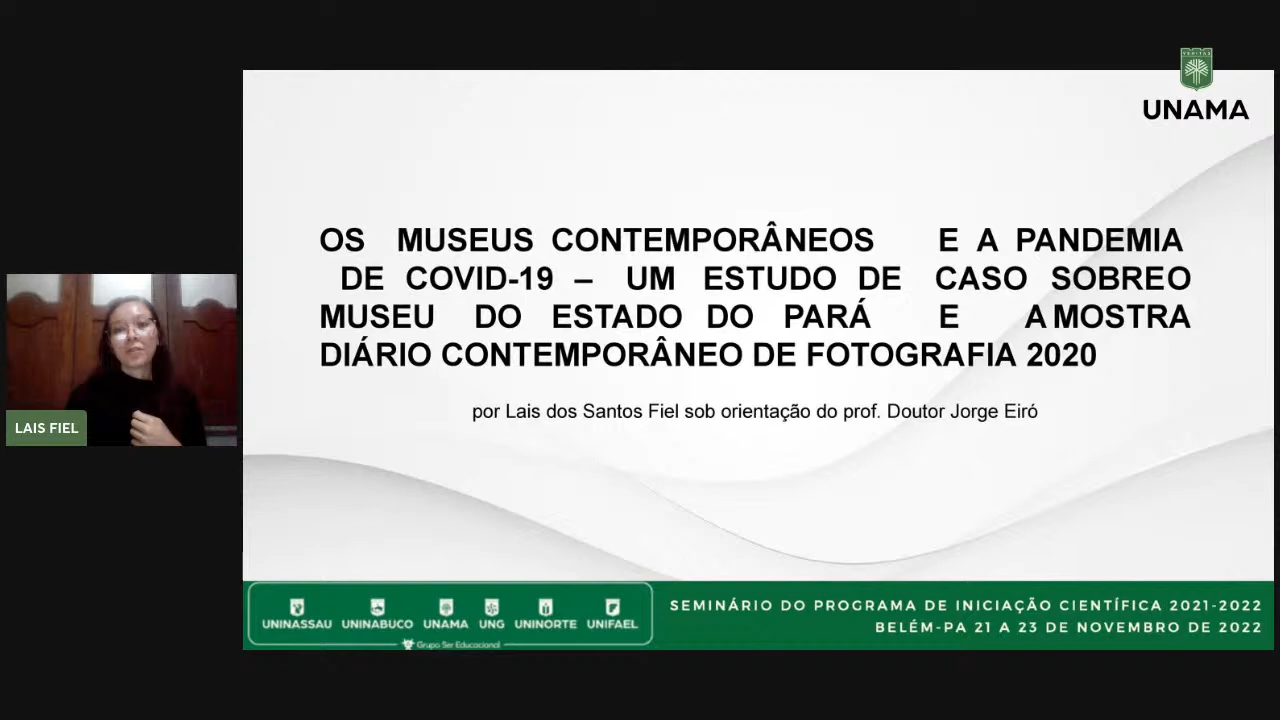 VERITAS
UNAMA
OS MUSEUS CONTEMPORÂNEOS E A PANDEMIA
DE COVID-19 – UM ESTUDO DE CASO SOBREO
MUSEU DO ESTADO DO PARÁ E A MOSTRA
DIÁRIO CONTEMPORÂNEO DE FOTOGRAFIA 2020
por Lais dos Santos Fiel sob orientação do prof. Doutor Jorge Eiró
LAIS FIEL
UNINASSAU UNINABUCO UNAMA UNG UNINORTE UNIFAEL
Grupo Ser Educacional
SEMINÁRIO DO PROGRAMA DE INICIAÇÃO CIENTÍFICA 2021-2022
BELÉM-PA 21 A 23 DE NOVEMBRO DE 2022